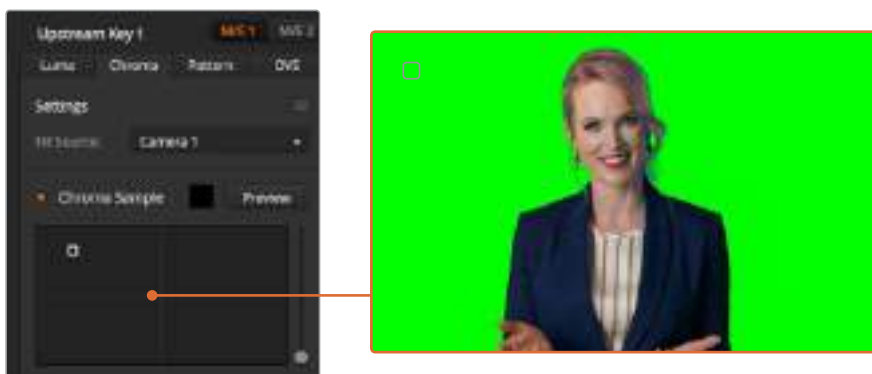 Upstream Key 1 M/E 1 M/E 2
Luma Chroma Pattern DVE
Settings
Fill Source: Camera 1
Chroma Sample Preview